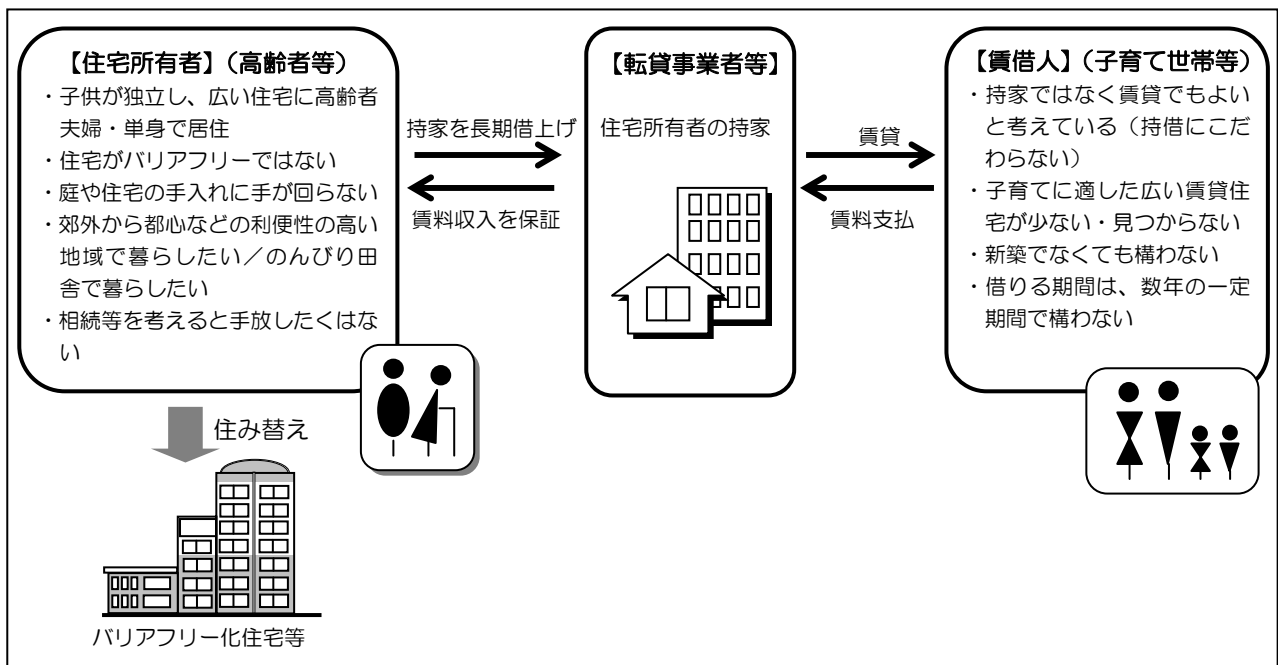 【住宅所有者】（高齢者等）
・子供が独立し、広い住宅に高齢者
夫婦・単身で居住
・住宅がバリアフリーではない
・庭や住宅の手入れに手が回らない
・郊外から都心などの利便性の高い
地域で暮らしたい／のんびり田
舎で暮らしたい
・相続等を考えると手放したくはな
い
持家を長期借上げ
賃料収入を保証
【転貸事業者等】
住宅所有者の持家
賃貸
賃料支払
【賃借人】（子育て世帯等）
・持家ではなく賃貸でもよい
と考えている（持借にこだ
わらない）
・子育てに適した広い賃貸住
宅が少ない・見つからない
・新築でなくても構わない
・借りる期間は、数年の一定
期間で構わない
住み替え
バリアフリー化住宅等